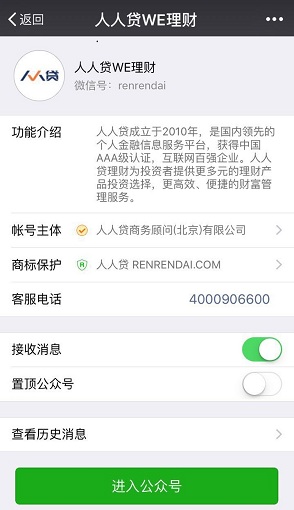 返回 人人贷WE理财
人人贷
人人贷WE理财
微信号: renrendai
功能介绍 人人贷成立于2010年，是国内领先的
个人金融信息服务平台，获得中国
AAA级认证，互联网百强企业。人人
贷理财为投资者提供更多元的理财产
品投资选择，更高效、便捷的财富管
理服务。
帐号主体 人人贷商务顾问(北京)有限公司
商标保护 人人贷 RENRENDAI.COM
客服电话 4000906600
接收消息
置顶公众号
查看历史消息
进入公众号